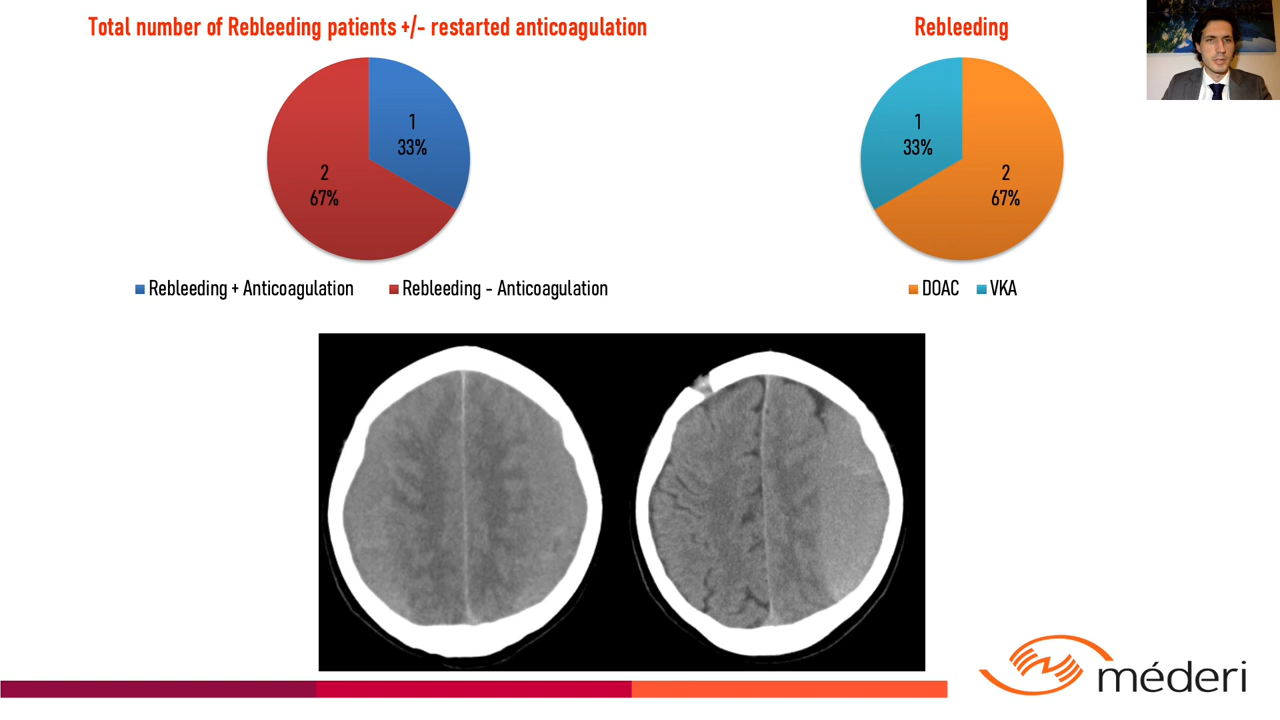 Total number of Rebleeding patients +/- restarted anticoagulation
1
33%
2
67%
Rebleeding + Anticoagulation
Rebleeding - Anticoagulation
Rebleeding
1
33%
2
67%
DOAC
VKA
méderi